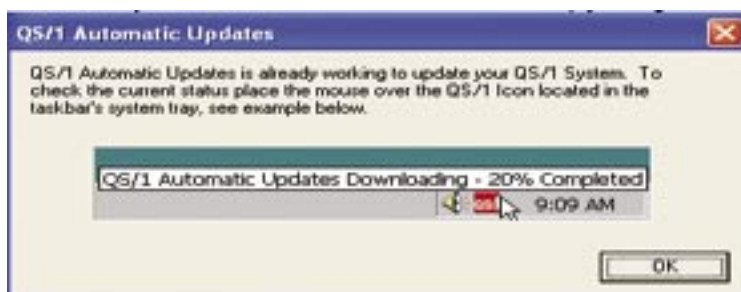 QS/1 Automatic Updates
QS/1 Automatic Updates is already working to update your QS/1 System. To
check the current status place the mouse over the QS/1 Icon located in the
taskbar's system tray, see example below.
QS/1 Automatic Updates Downloading - 20% Completed
9:09 AM
OK